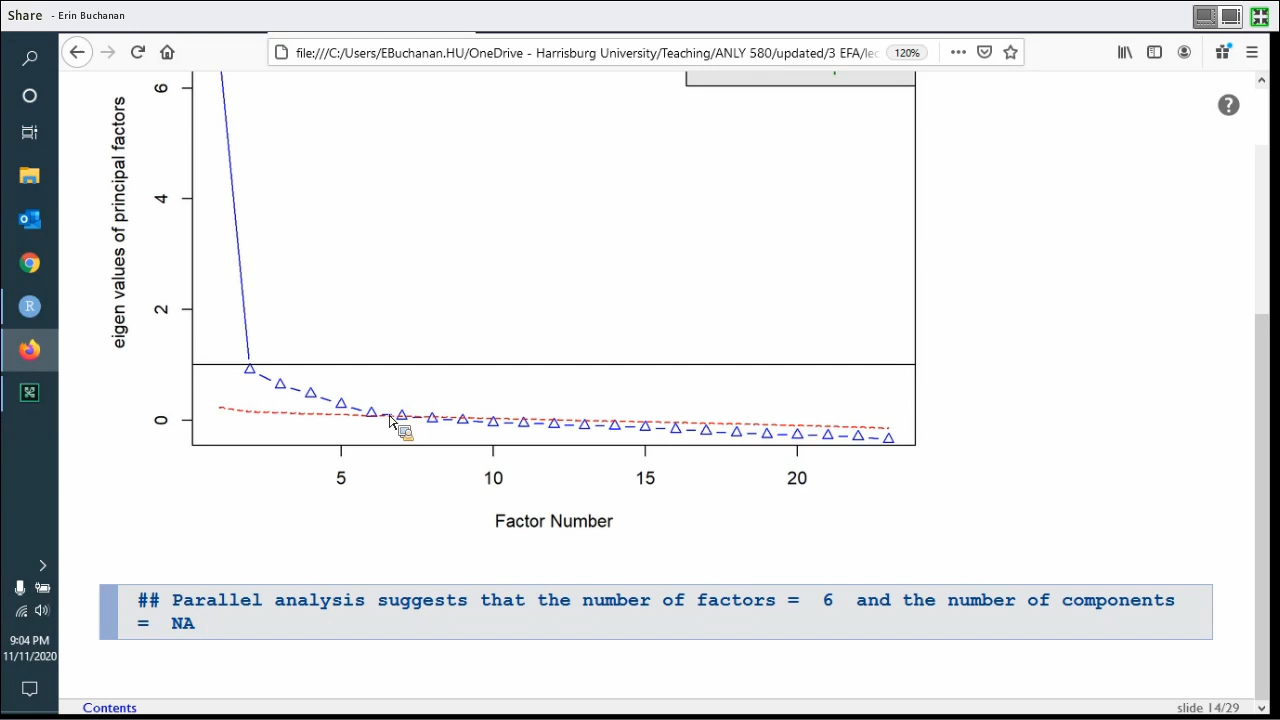 Share - Erin Buchanan
file:///C:/Users/EBuchanan.HU/OneDrive - Harrisburg University/Teaching/ANLY 580/updated/3 EFA/lec
120%
6
4
2
0
eigen values of principal factors
5 10 15 20
Factor Number
## Parallel analysis suggests that the number of factors = 6 and the number of components
= NA
9:04 PM
11/11/2020
Contents
slide 14/29